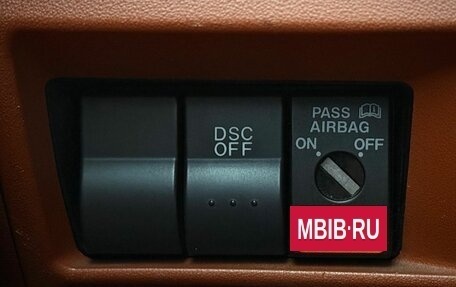 DSC
OFF
PASS
AIRBAG
ON OFF
MBIB·RU